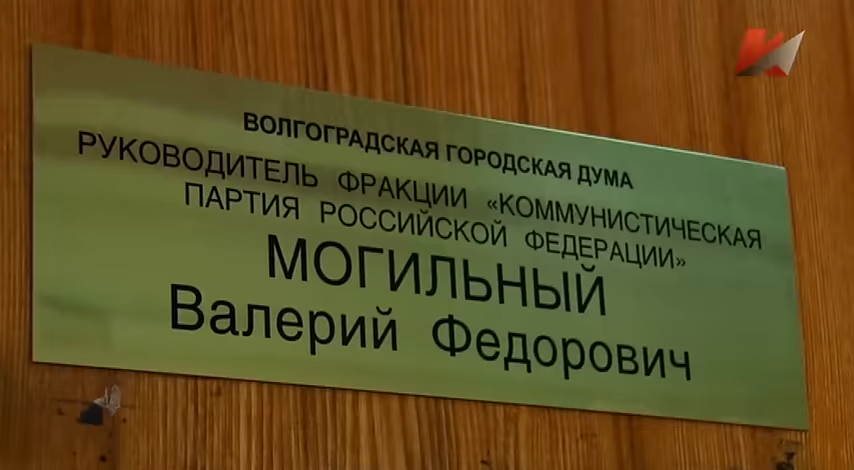 ВОЛГОГРАДСКАЯ ГОРОДСКАЯ ДУМА
РУКОВОДИТЕЛЬ ФРАКЦИИ «КОММУНИСТИЧЕСКАЯ
ПАРТИЯ РОССИЙСКОЙ ФЕДЕРАЦИИ»
МОГИЛЬНЫЙ
Валерий Федорович